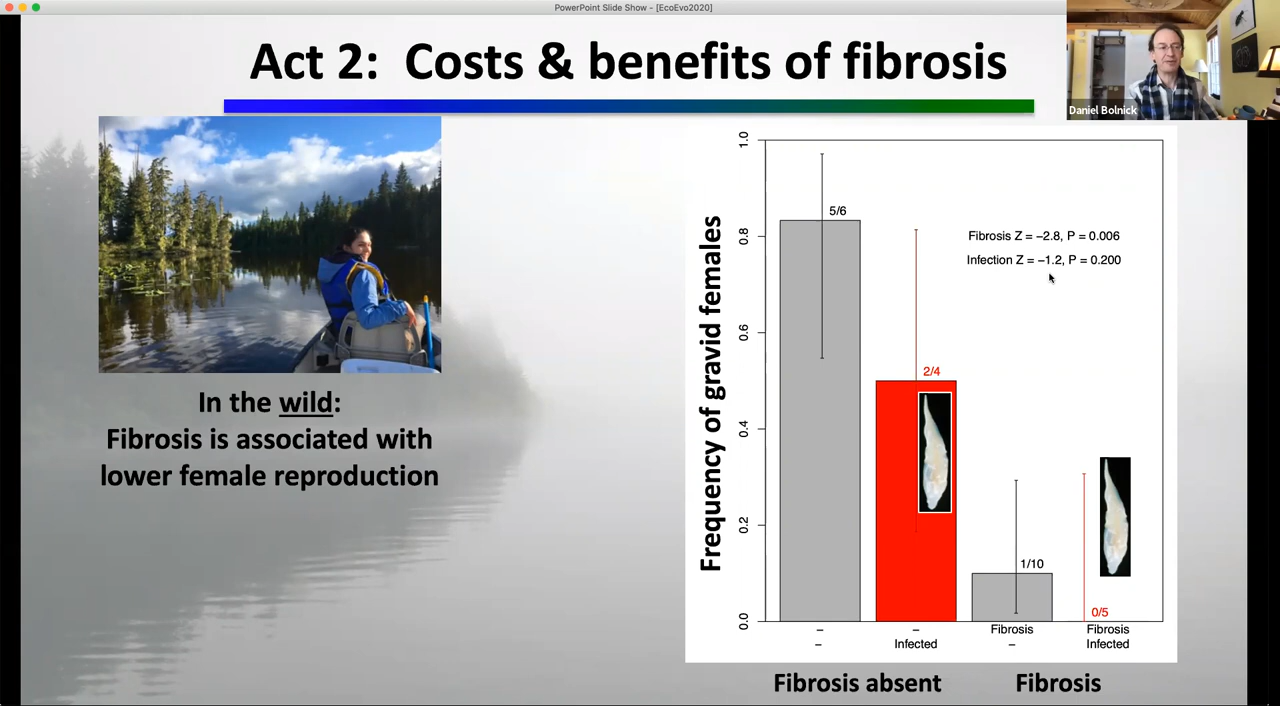 PowerPoint Slide Show - [EcoEvo2020]
Act 2: Costs & benefits of fibrosis
Daniel Bolnick
In the wild:
Fibrosis is associated with
lower female reproduction
Frequency of gravid females
1.0
0.8
0.6
0.4
0.2
0.0
5/6
2/4
1/10
0/5
Fibrosis Z = −2.8, P = 0.006
Infection Z = −1.2, P = 0.200
– – Fibrosis Fibrosis
– Infected – Infected
Fibrosis absent Fibrosis